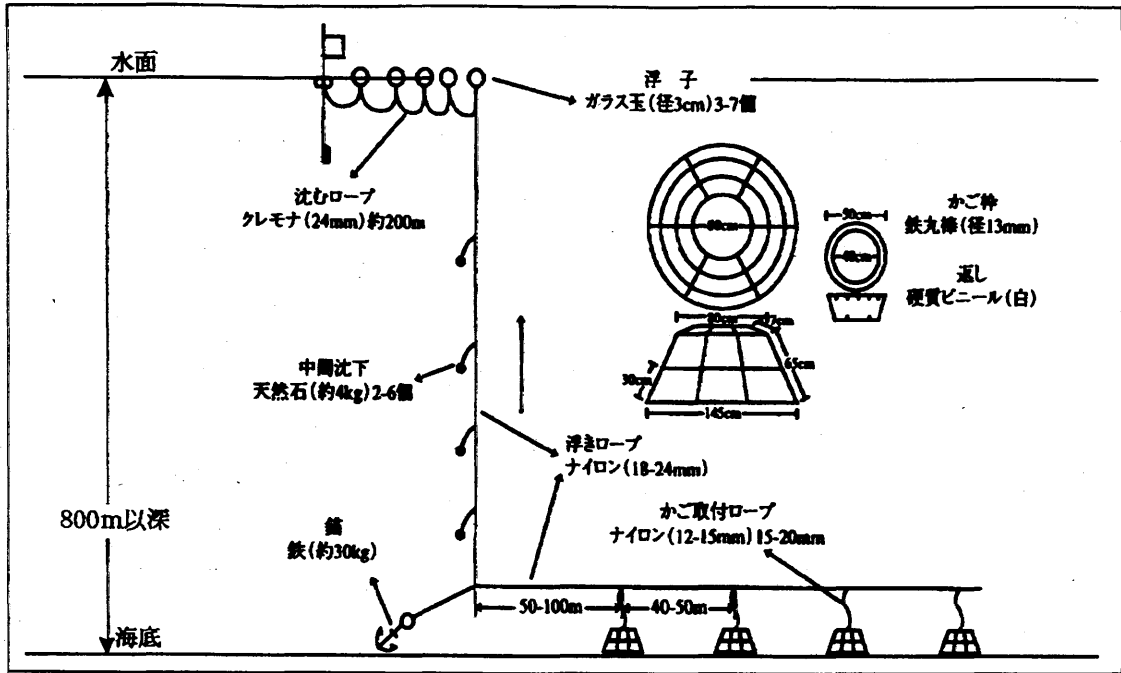 水面
浮 子
ガラス玉(径3cm)3-7個
沈むロープ
クレモナ(24mm)約200m
かご枠
鉄丸棒(径13mm)
返し
硬質ビニール(白)
50cm
40cm
80cm
80cm
17cm
65cm
30cm
145cm
中間沈下
天然石(約4kg)2-6個
浮きロープ
ナイロン(18-24mm)
800m以深
錨
鉄(約30kg)
かご取付ロープ
ナイロン(12-15mm)15-20mm
50-100m
40-50m
海底